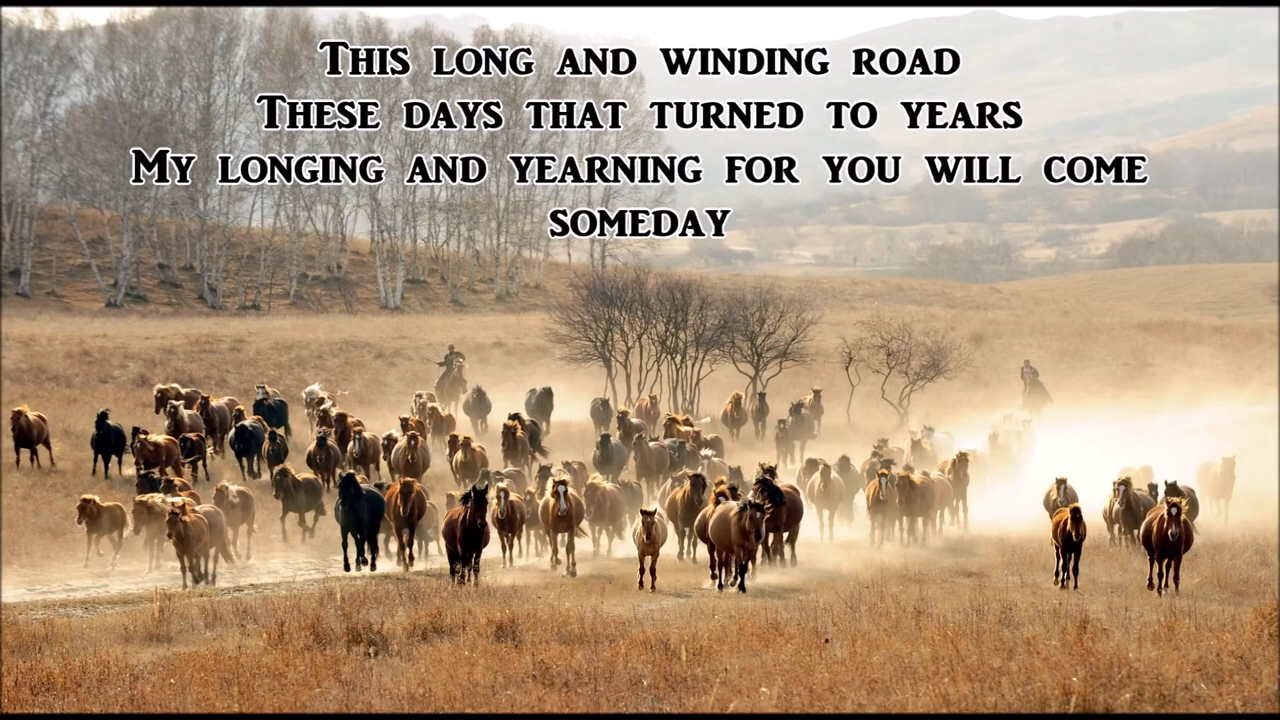 This long and winding road
These days that turned to years
My longing and yearning for you will come
someday